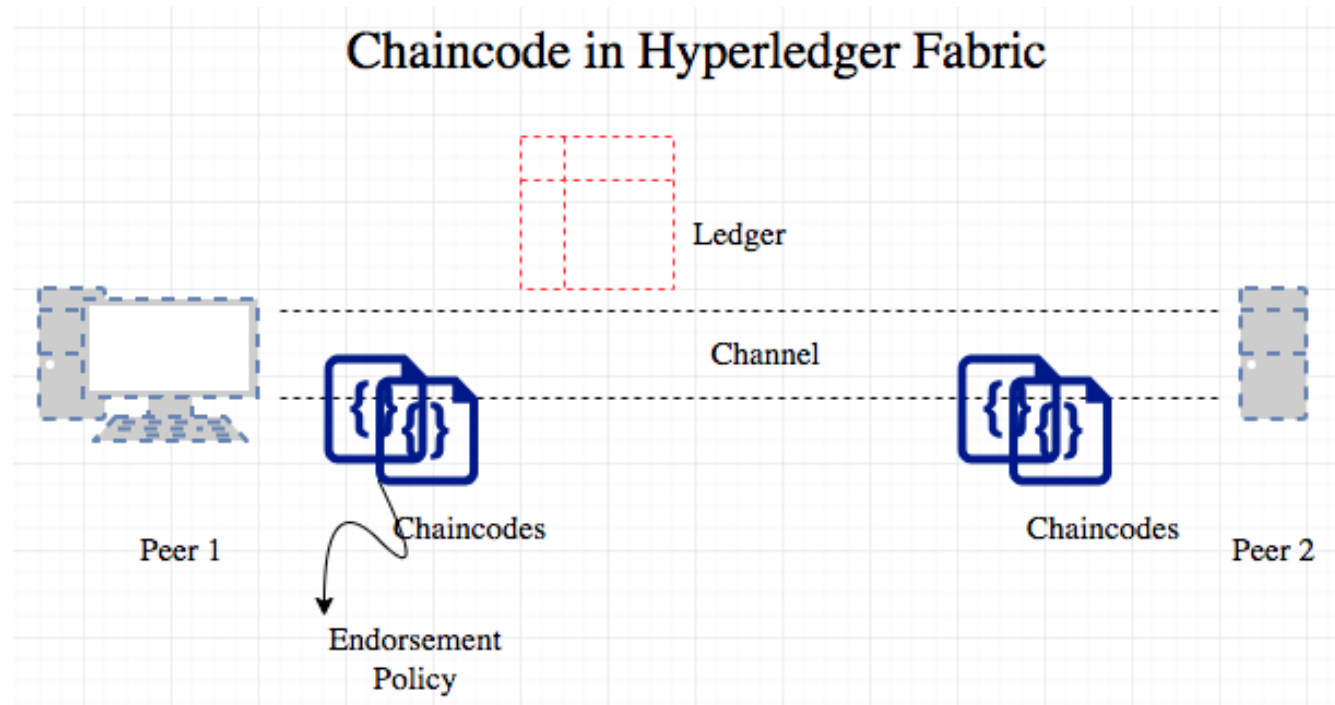 Chaincode in Hyperledger Fabric
Ledger
Channel
{ }
{ }
{ }
{ }
Chaincodes
Chaincodes
Peer 1
Peer 2
Endorsement
Policy